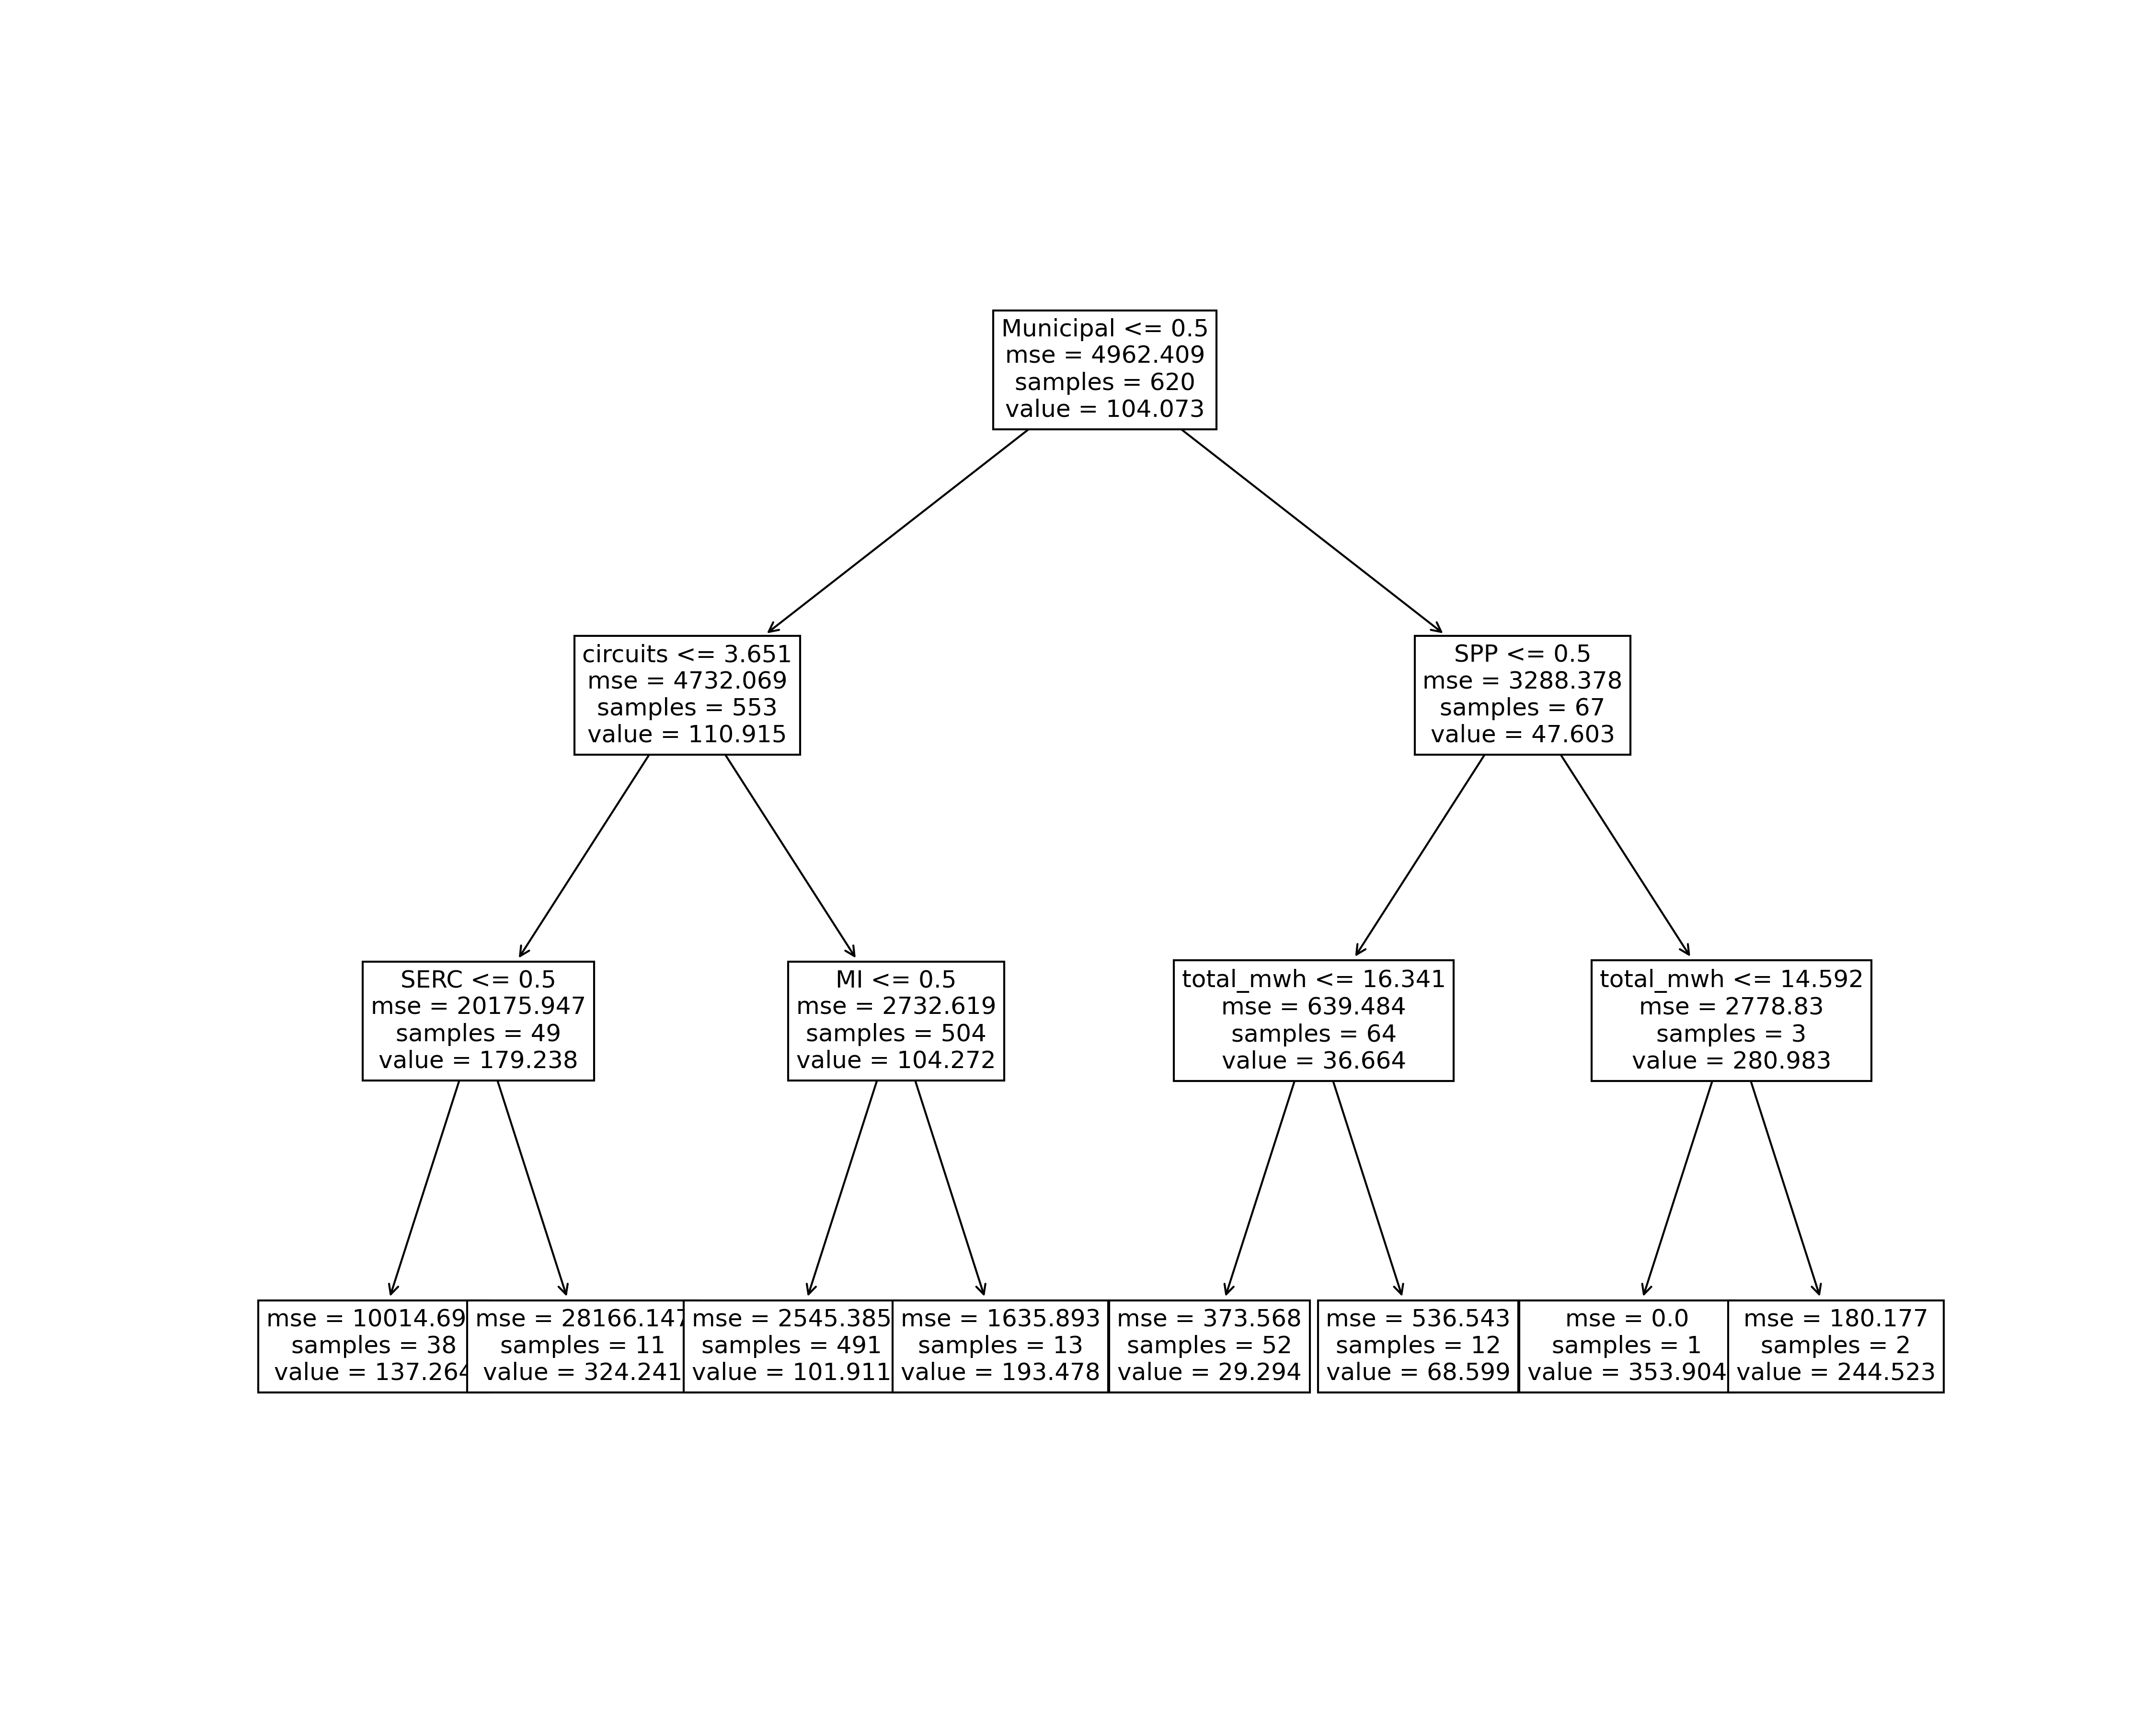 Municipal <= 0.5
mse = 4962.409
samples = 620
value = 104.073
circuits <= 3.651
mse = 4732.069
samples = 553
value = 110.915
SPP <= 0.5
mse = 3288.378
samples = 67
value = 47.603
SERC <= 0.5
mse = 20175.947
samples = 49
value = 179.238
MI <= 0.5
mse = 2732.619
samples = 504
value = 104.272
total_mwh <= 16.341
mse = 639.484
samples = 64
value = 36.664
total_mwh <= 14.592
mse = 2778.83
samples = 3
value = 280.983
mse = 10014.69
samples = 38
value = 137.264
mse = 28166.147
samples = 11
value = 324.241
mse = 2545.385
samples = 491
value = 101.911
mse = 1635.893
samples = 13
value = 193.478
mse = 373.568
samples = 52
value = 29.294
mse = 536.543
samples = 12
value = 68.599
mse = 0.0
samples = 1
value = 353.904
mse = 180.177
samples = 2
value = 244.523